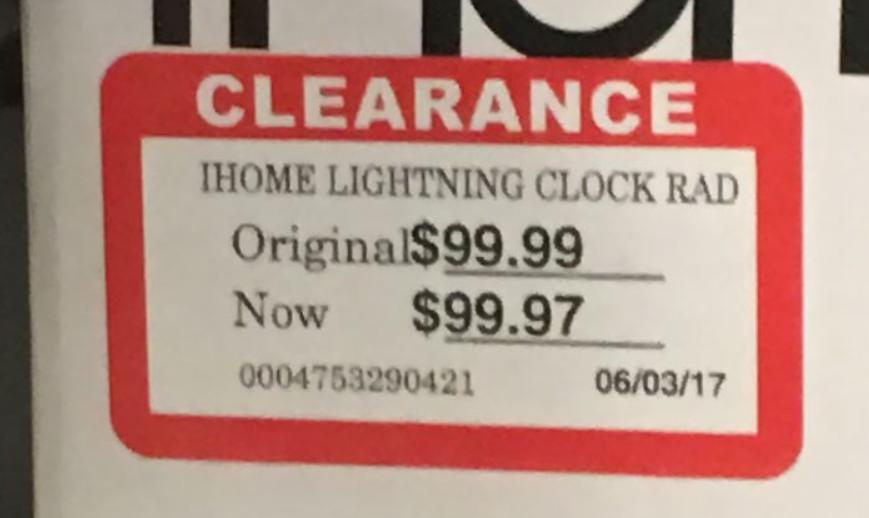 CLEARANCE
IHOME LIGHTNING CLOCK RAD
Original $99.99
Now $99.97
0004753290421 06/03/17